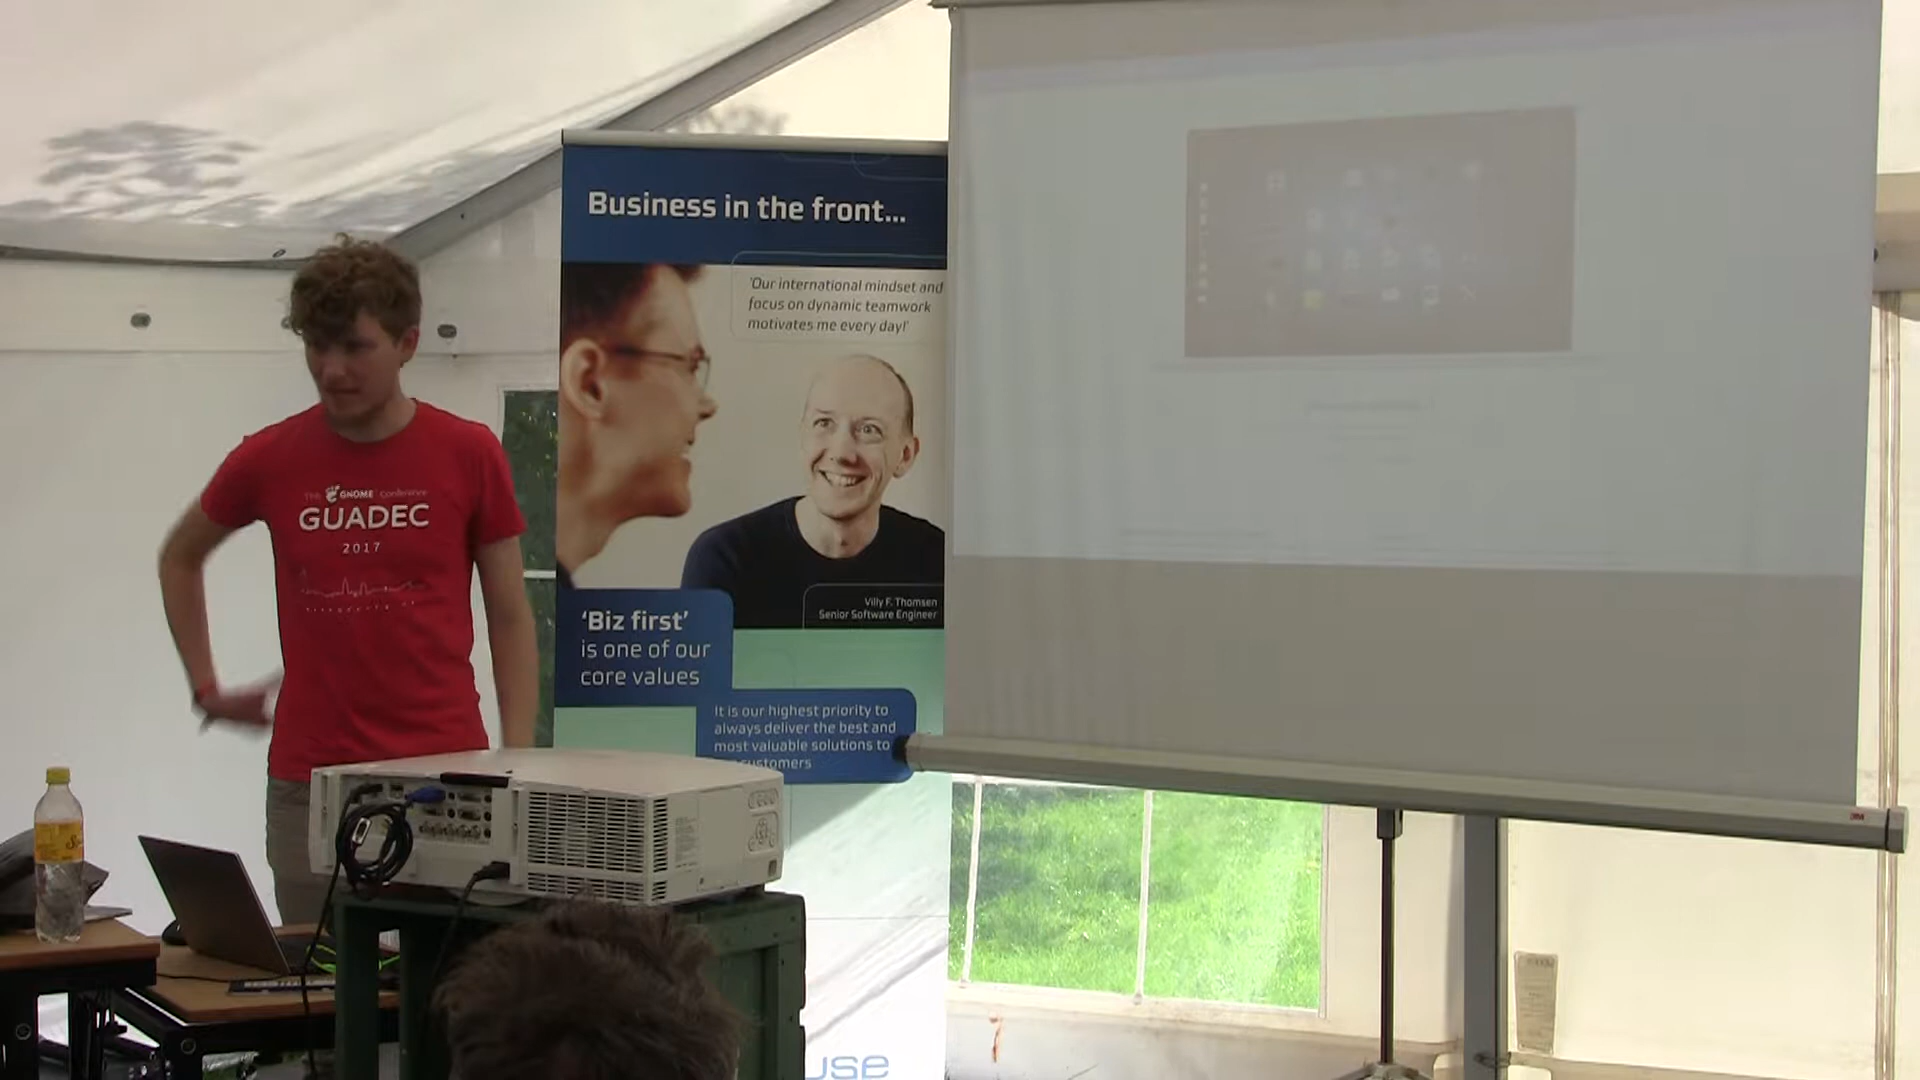 Business in the front...
'Our international mindset and
focus on dynamic teamwork
motivates me every day!'
Villy F. Thomsen
Senior Software Engineer
'Biz first'
is one of our
core values
It is our highest priority to
always deliver the best and
most valuable solutions to
customers
THE GNOME Conference
GUADEC
2017
3M
use